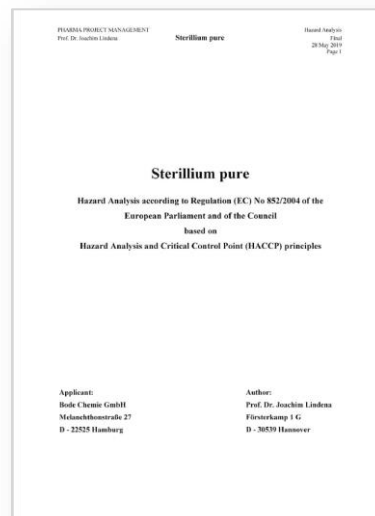 PHARMA PROJECT MANAGEMENT
Prof. Dr. Joachim Lindena
Sterillium pure
Hazard Analysis
Final
20 May 2019
Page 1
Sterillium pure
Hazard Analysis according to Regulation (EC) No 852/2004 of the
European Parliament and of the Council
based on
Hazard Analysis and Critical Control Point (HACCP) principles
Applicant:
Bode Chemie GmbH
Melanchthonstraße 27
D - 22525 Hamburg
Author:
Prof. Dr. Joachim Lindena
Försterkamp 1 G
D - 30539 Hannover